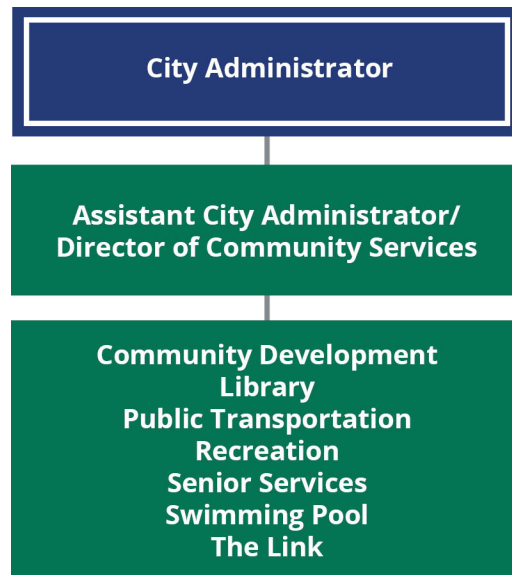 City Administrator
Assistant City Administrator/
Director of Community Services
Community Development
Library
Public Transportation
Recreation
Senior Services
Swimming Pool
The Link